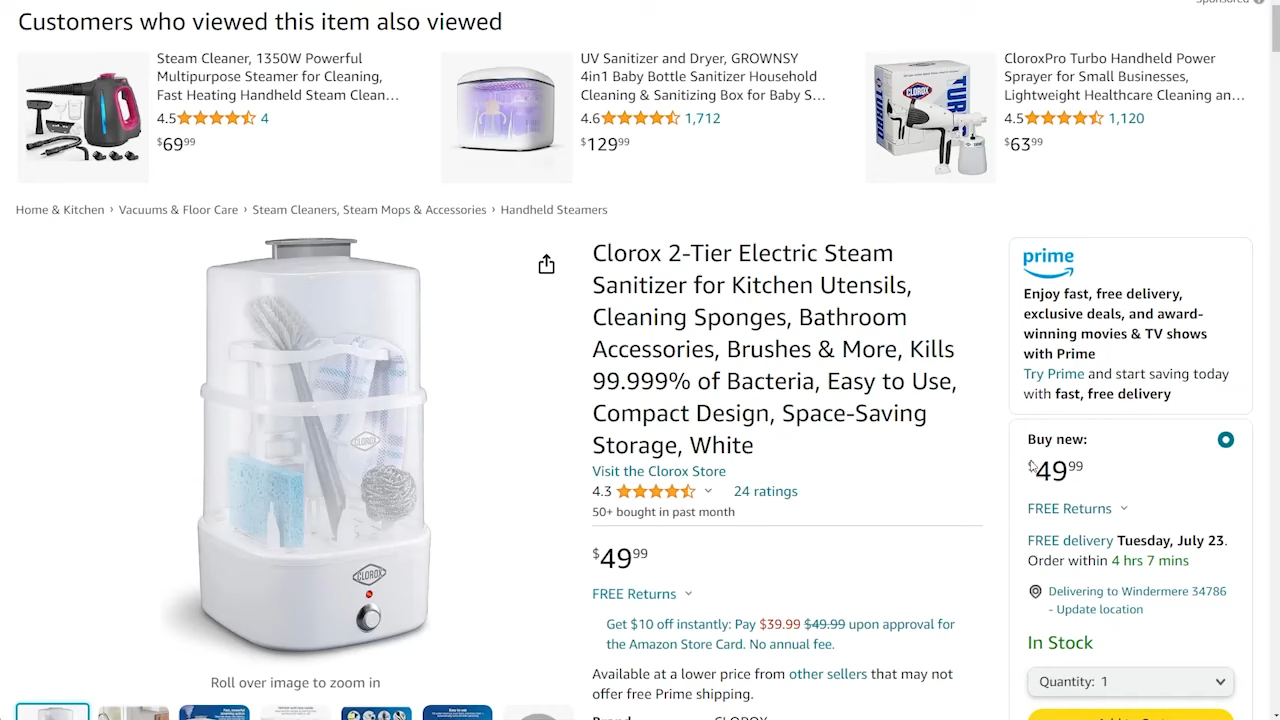 Sponsored
Customers who viewed this item also viewed
Steam Cleaner, 1350W Powerful
Multipurpose Steamer for Cleaning,
Fast Heating Handheld Steam Clean…
4.5 4
$69 99
UV Sanitizer and Dryer, GROWNSY
4in1 Baby Bottle Sanitizer Household
Cleaning & Sanitizing Box for Baby S…
4.6 1,712
$129 99
CLOROX
TURBO
CloroxPro Turbo Handheld Power
Sprayer for Small Businesses,
Lightweight Healthcare Cleaning an…
4.5 1,120
$63 99
Home & Kitchen › Vacuums & Floor Care › Steam Cleaners, Steam Mops & Accessories › Handheld Steamers
CLOROX
CLOROX
Roll over image to zoom in
Clorox 2-Tier Electric Steam
Sanitizer for Kitchen Utensils,
Cleaning Sponges, Bathroom
Accessories, Brushes & More, Kills
99.999% of Bacteria, Easy to Use,
Compact Design, Space-Saving
Storage, White
Visit the Clorox Store
4.3 24 ratings
50+ bought in past month
$49 99
FREE Returns
Get $10 off instantly: Pay $39.99 $49.99 upon approval for
the Amazon Store Card. No annual fee.
Available at a lower price from other sellers that may not
offer free Prime shipping.
Brand CLOROX
prime
Enjoy fast, free delivery,
exclusive deals, and award-
winning movies & TV shows
with Prime
Try Prime and start saving today
with fast, free delivery
Buy new:
$49 99
FREE Returns
FREE delivery Tuesday, July 23.
Order within 4 hrs 7 mins
Delivering to Windermere 34786
- Update location
In Stock
Quantity: 1